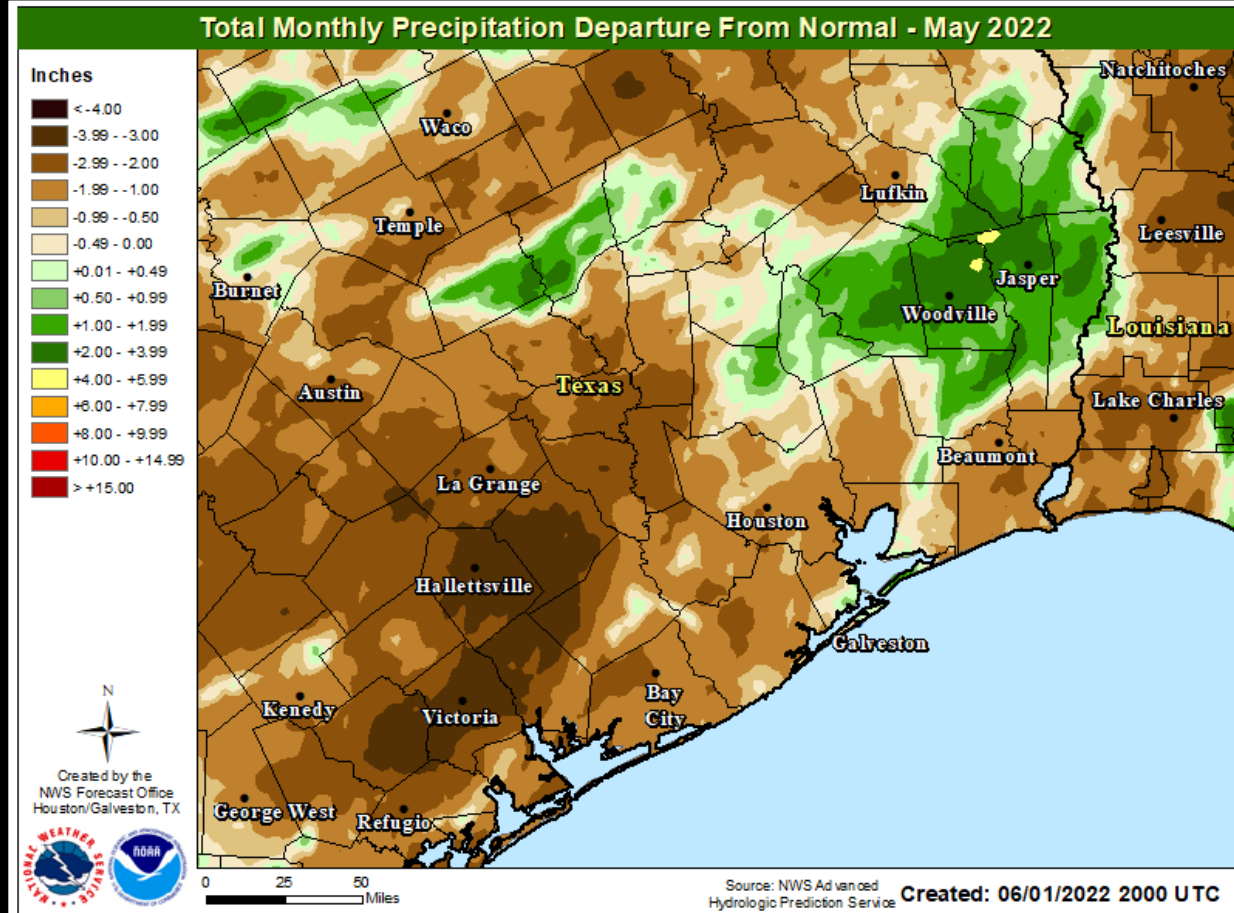 Total Monthly Precipitation Departure From Normal - May 2022
Inches
< -4.00
-3.99 - -3.00
-2.99 - -2.00
-1.99 - -1.00
-0.99 - -0.50
-0.49 - 0.00
+0.01 - +0.49
+0.50 - +0.99
+1.00 - +1.99
+2.00 - +3.99
+4.00 - +5.99
+6.00 - +7.99
+8.00 - +9.99
+10.00 - +14.99
> +15.00
Natchitoches
Waco
Lufkin
Temple
Leesville
Burnet
Jasper
Woodville
Louisiana
Austin
Texas
Lake Charles
Beaumont
La Grange
Houston
Hallettsville
Galveston
Kenedy
Victoria
Bay
City
George West
Refugio
N
Created by the
NWS Forecast Office
Houston/Galveston, TX
NATIONAL WEATHER SERVICE
NOAA
0 25 50
Miles
Source: NWS Advanced
Hydrologic Prediction Service
Created: 06/01/2022 2000 UTC